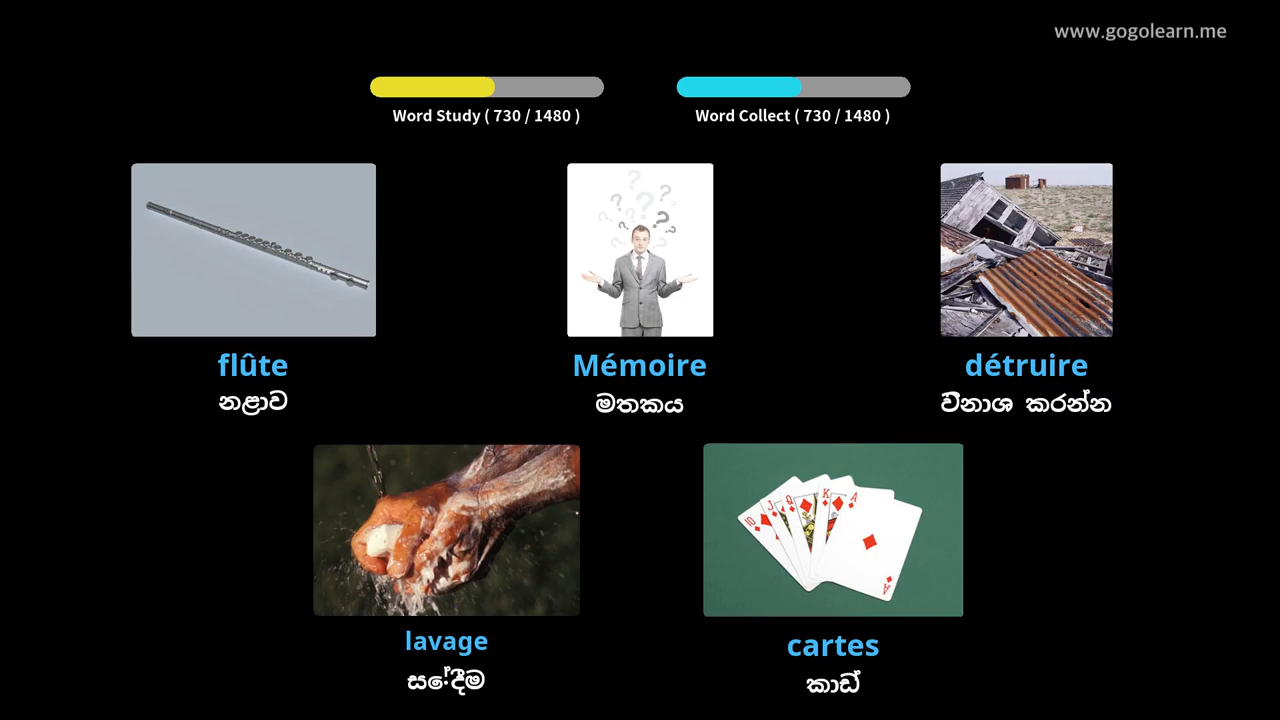 www.gogolearn.me
Word Study ( 730 / 1480 )
Word Collect ( 730 / 1480 )
flûte
නළාව
Mémoire
මතකය
détruire
විනාශ කරන්න
lavage
සේදීම
cartes
කාඩ්